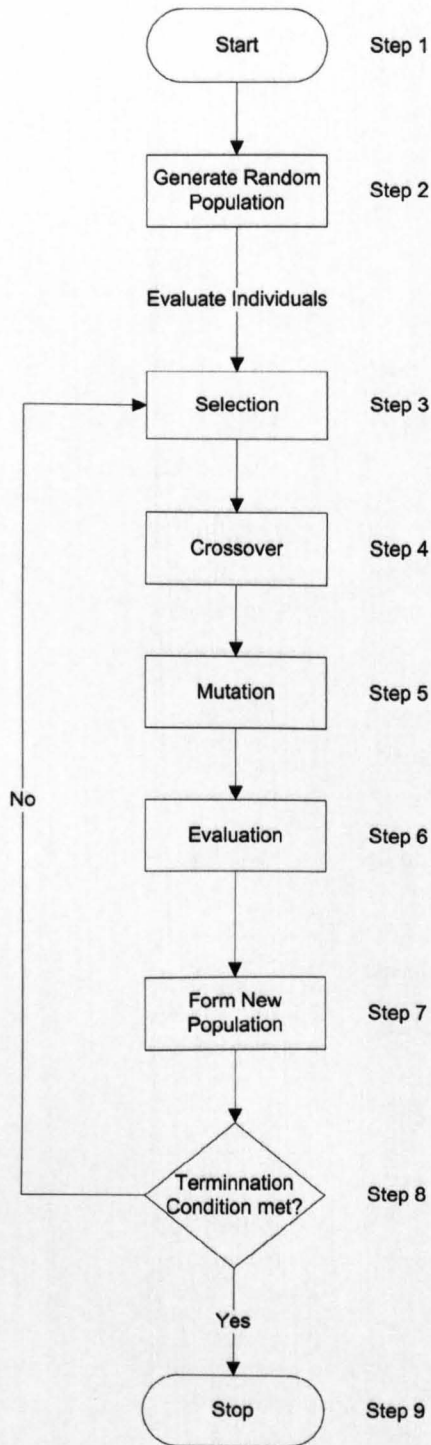 Start Step 1
Generate Random
Population Step 2
Evaluate Individuals
Selection Step 3
Crossover Step 4
Mutation Step 5
No
Evaluation Step 6
Form New
Population Step 7
Terminnation
Condition met? Step 8
Yes
Stop Step 9